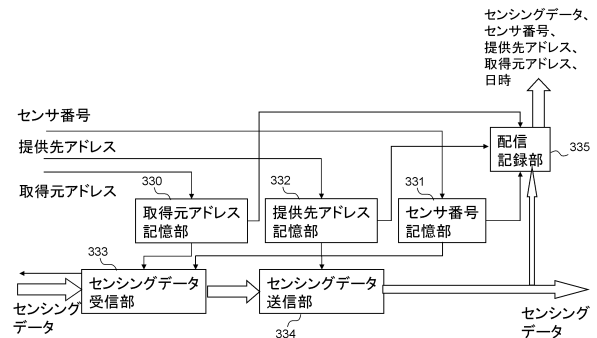 センシングデータ、
センサ番号、
提供先アドレス、
取得元アドレス、
日時
センサ番号
提供先アドレス
取得元アドレス
配信
記録部
335
330
332
331
取得元アドレス
記憶部
提供先アドレス
記憶部
センサ番号
記憶部
333
センシングデータ
受信部
センシングデータ
送信部
334
センシング
データ
センシング
データ